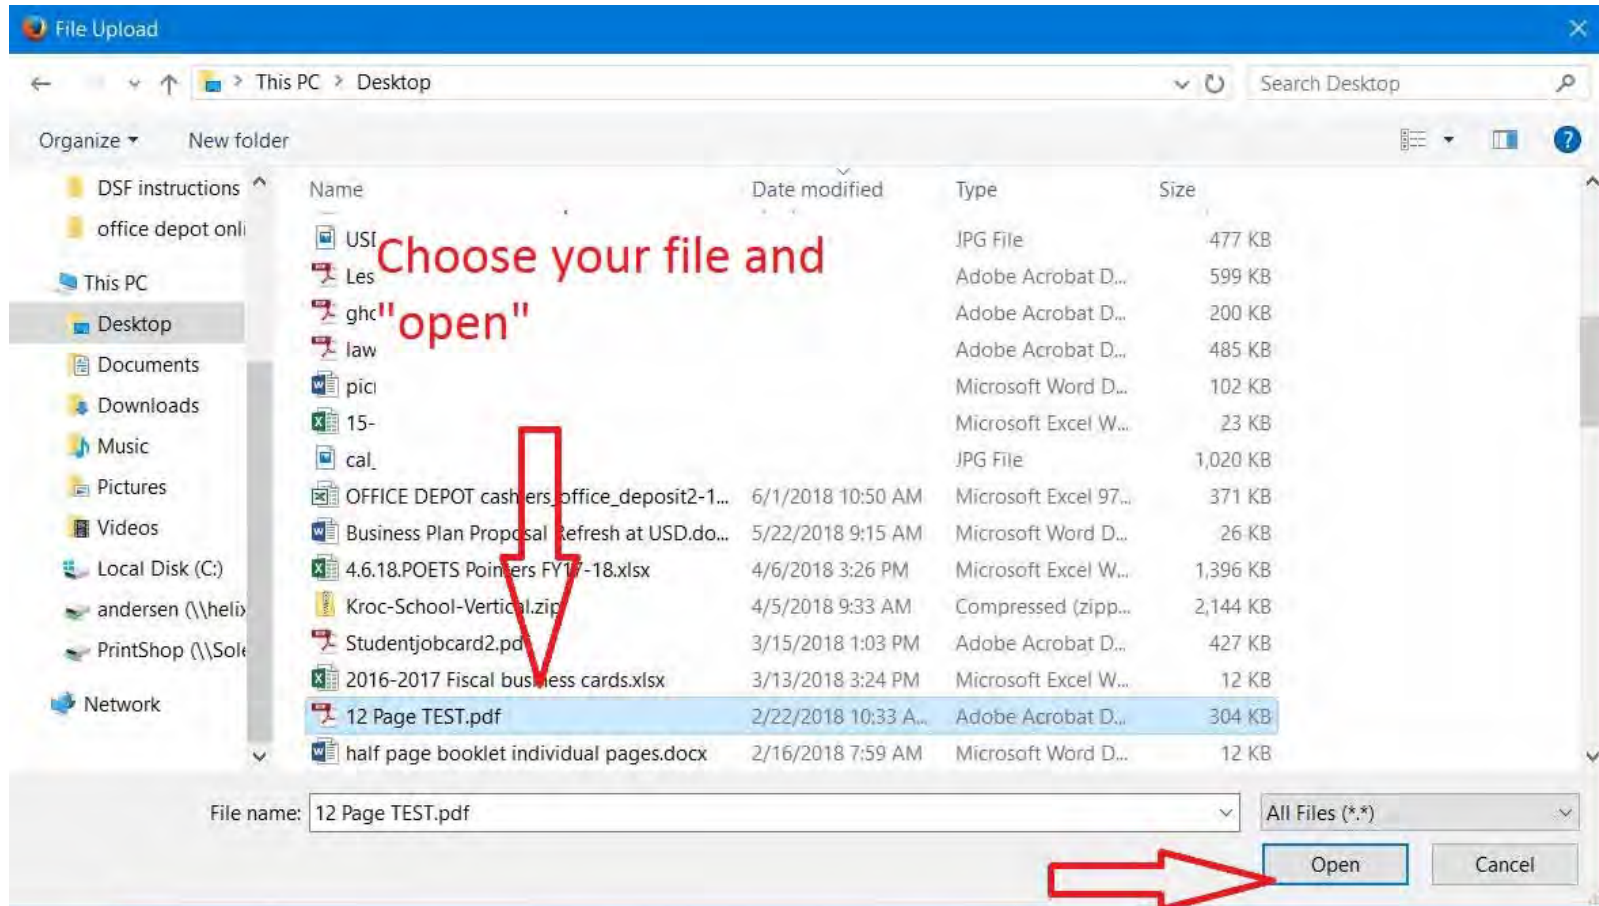 File Upload
This PC > Desktop
Search Desktop
Organize
New folder
DSF instructions
office depot onli
This PC
Desktop
Documents
Downloads
Music
Pictures
Videos
Local Disk (C:)
andersen (\\helix
PrintShop (\\Sole
Network
Name Date modified Type Size
USI JPG File 477 KB
Les Adobe Acrobat D... 599 KB
gho Adobe Acrobat D... 200 KB
law Adobe Acrobat D... 485 KB
pic Microsoft Word D... 102 KB
15- Microsoft Excel W... 23 KB
cal_ JPG File 1,020 KB
OFFICE DEPOT cashiers_office_deposit2-1... 6/1/2018 10:50 AM Microsoft Excel 97... 371 KB
Business Plan Proposal Refresh at USD.do... 5/22/2018 9:15 AM Microsoft Word D... 26 KB
4.6.18.POETS Pointers FY17-18.xlsx 4/6/2018 3:26 PM Microsoft Excel W... 1,396 KB
Kroc-School-Vertical.zip 4/5/2018 9:33 AM Compressed (zipp... 2,144 KB
Studentjobcard2.pdf 3/15/2018 1:03 PM Adobe Acrobat D... 427 KB
2016-2017 Fiscal business cards.xlsx 3/13/2018 3:24 PM Microsoft Excel W... 12 KB
12 Page TEST.pdf 2/22/2018 10:33 A... Adobe Acrobat D... 304 KB
half page booklet individual pages.docx 2/16/2018 7:59 AM Microsoft Word D... 12 KB
Choose your file and
"open"
File name: 12 Page TEST.pdf
All Files (*.*)
Open
Cancel